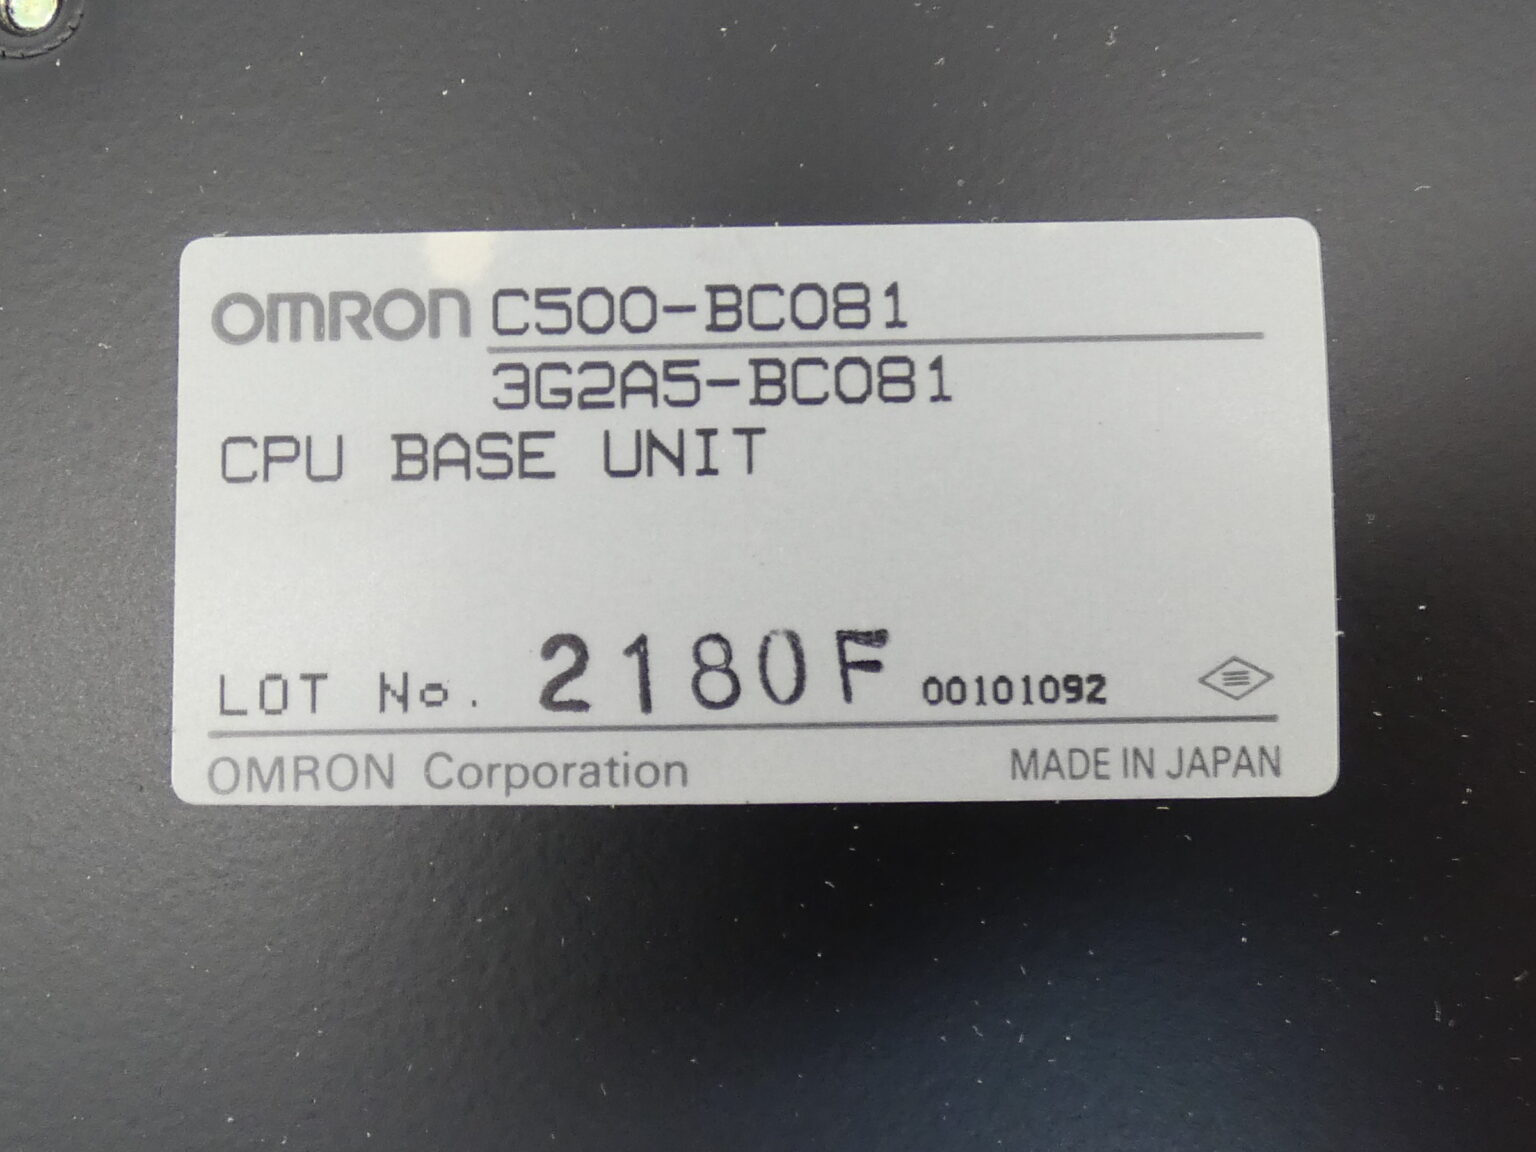 OMRON C500-BC081
3G2A5-BC081
CPU BASE UNIT
LOT No. 2180F 00101092
OMRON Corporation MADE IN JAPAN